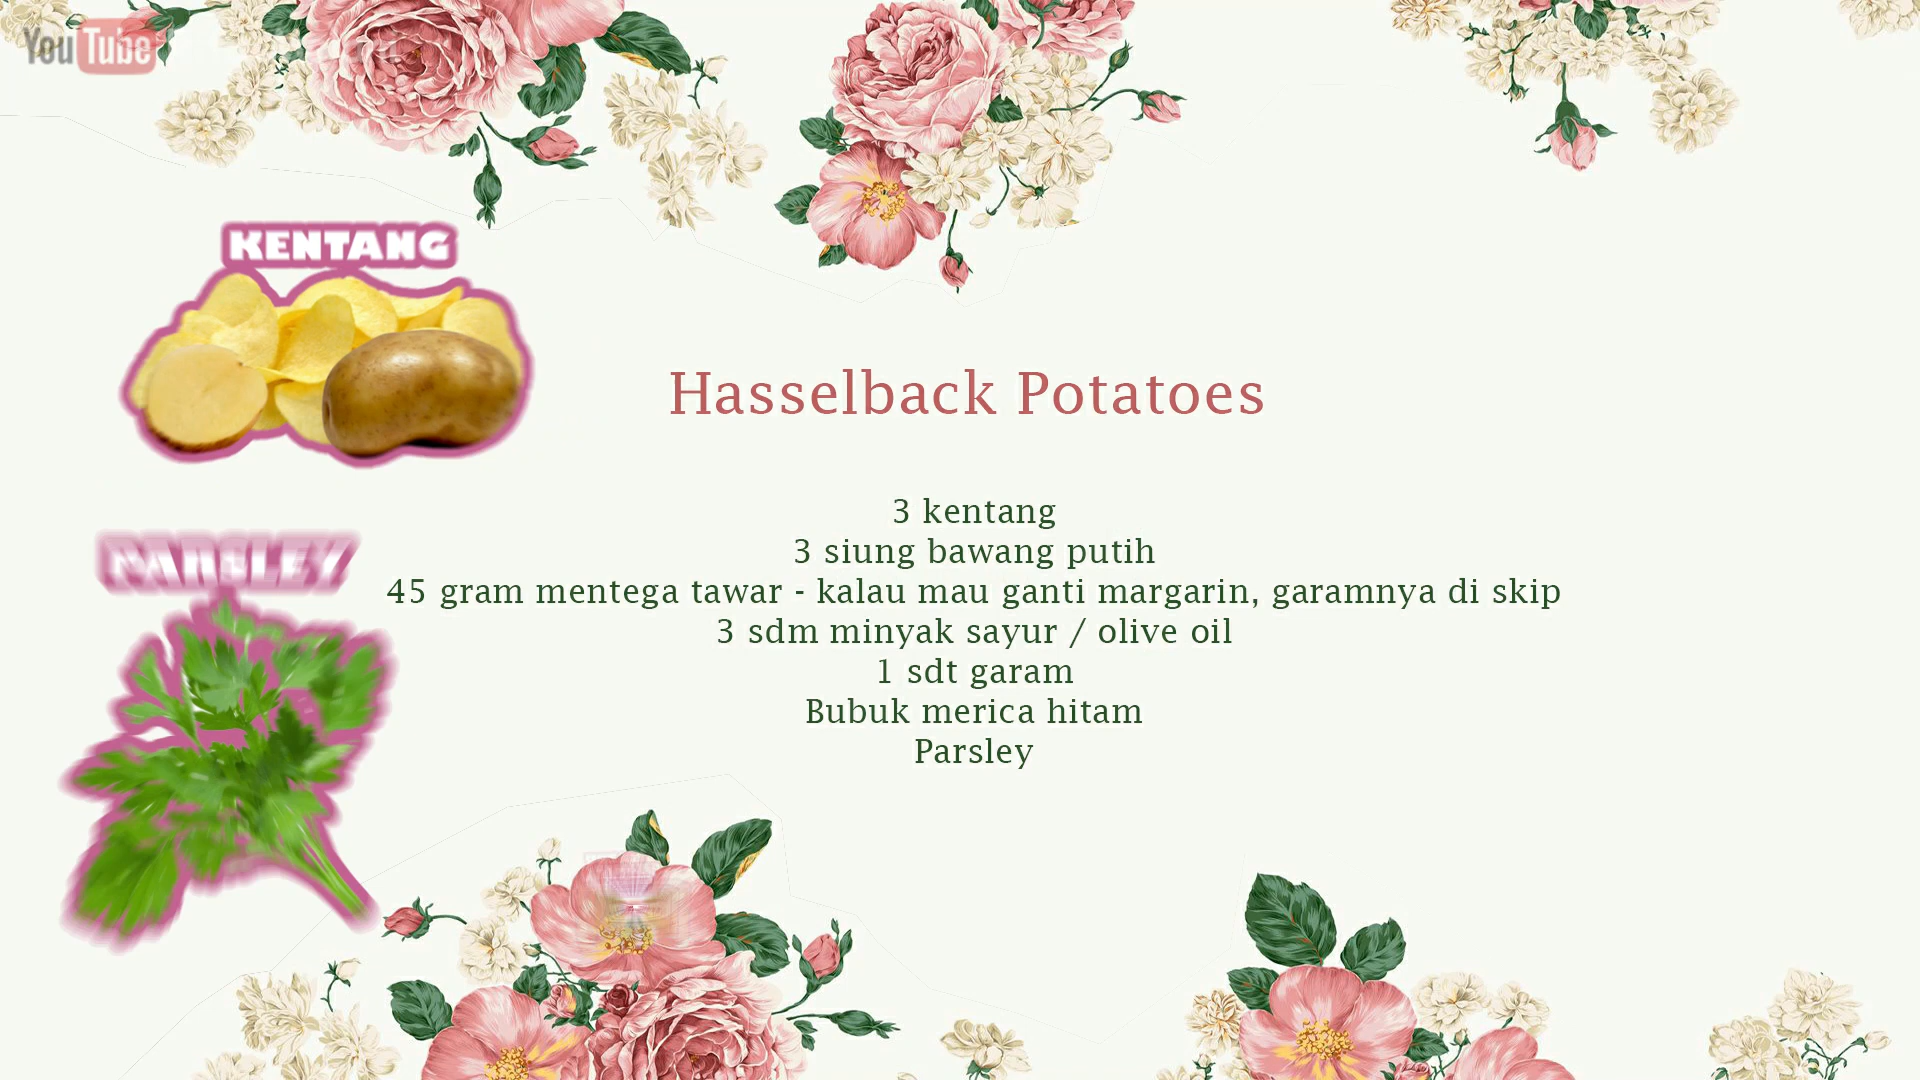 YouTube
KENTANG
Hasselback Potatoes
3 kentang
3 siung bawang putih
PARSLEY
45 gram mentega tawar - kalau mau ganti margarin, garamnya di skip
3 sdm minyak sayur / olive oil
1 sdt garam
Bubuk merica hitam
Parsley